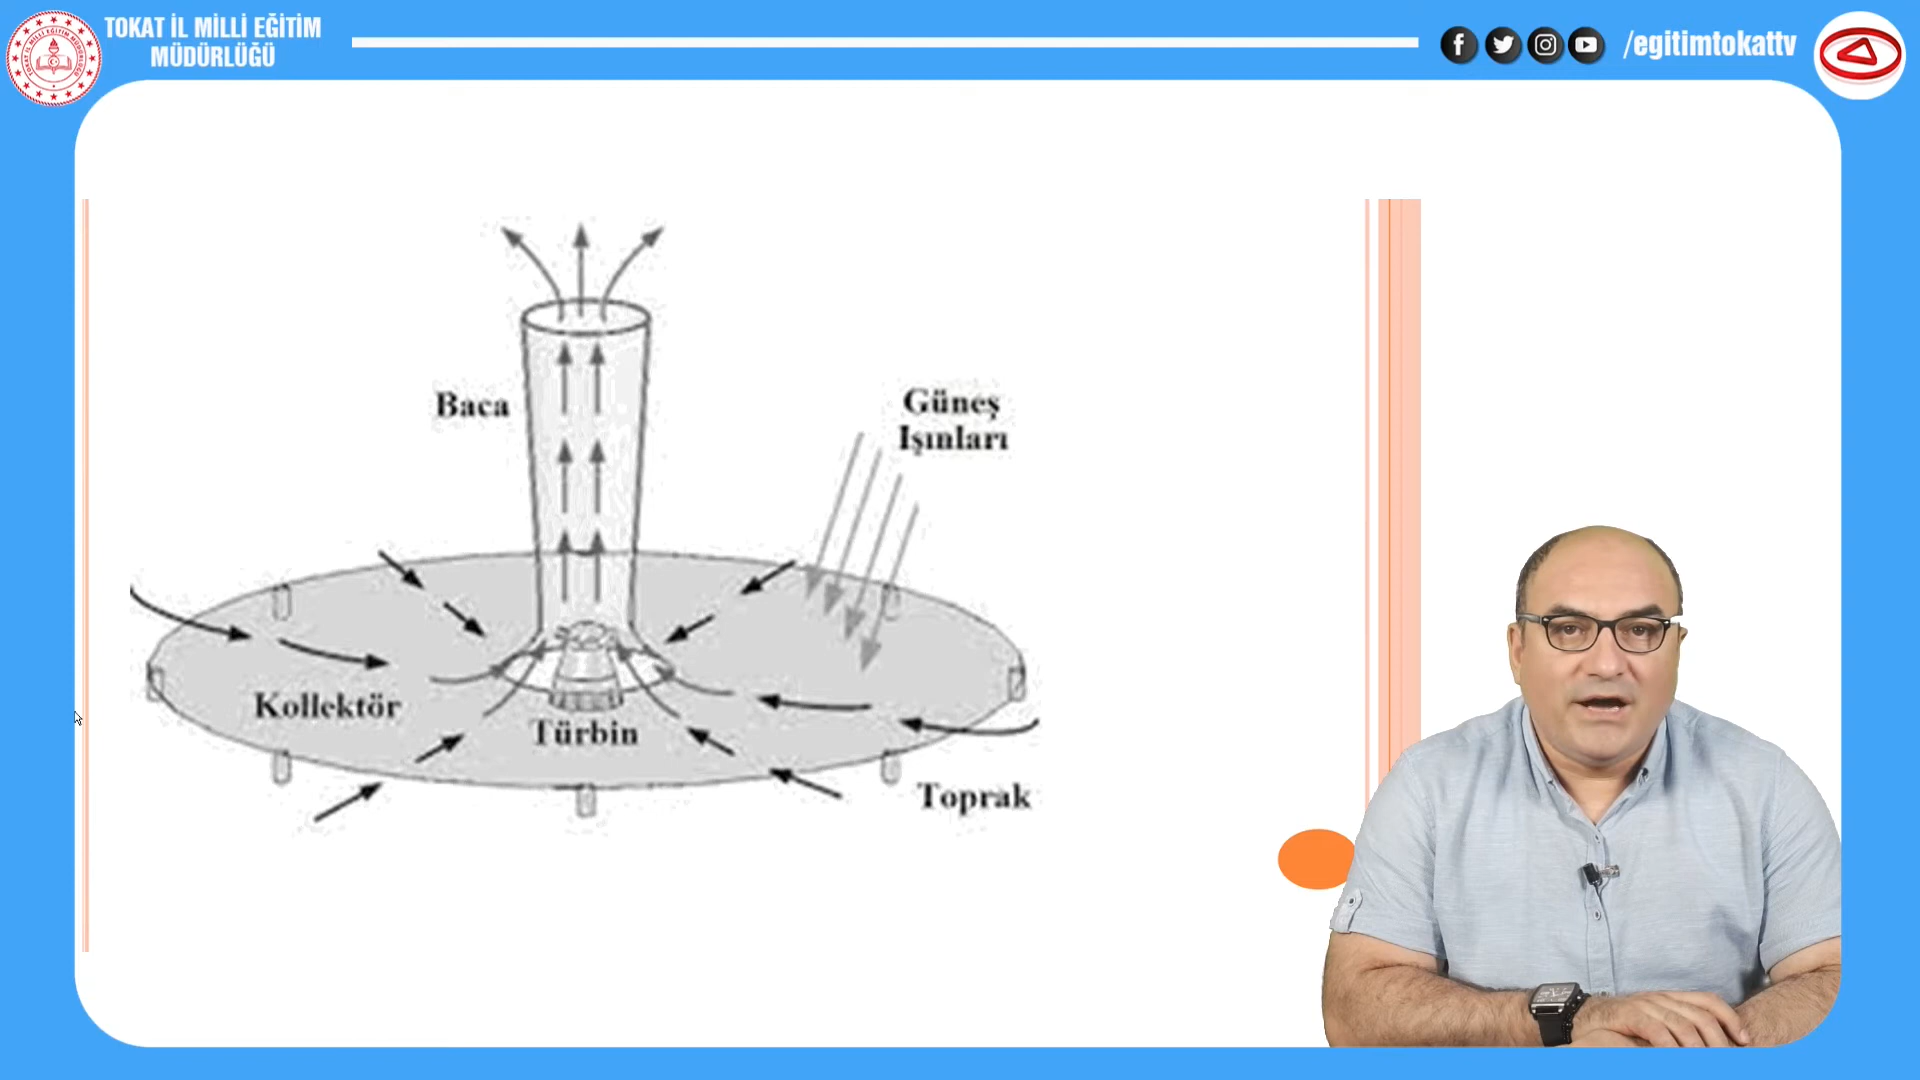 TOKAT İL MİLLİ EĞİTİM
MÜDÜRLÜĞÜ
/egitimtokattv
Baca
Güneş
Işınları
Kollektör
Türbin
Toprak